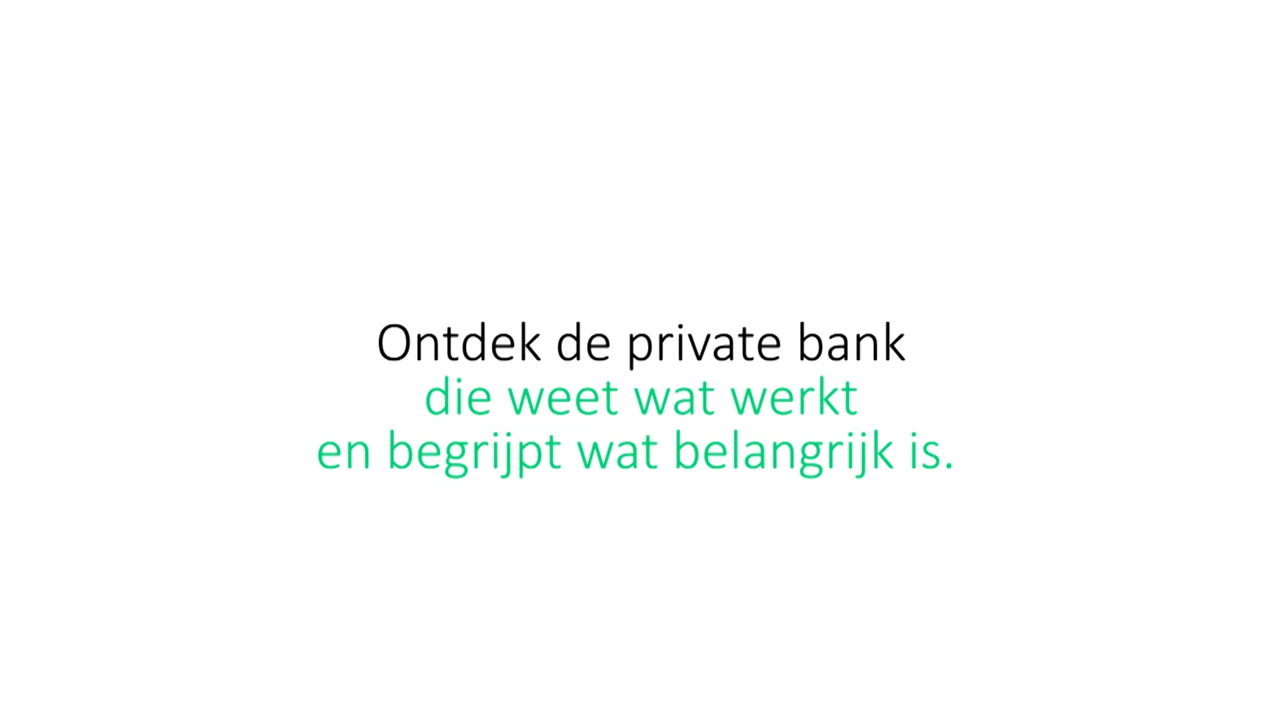 Ontdek de private bank
die weet wat werkt
en begrijpt wat belangrijk is.